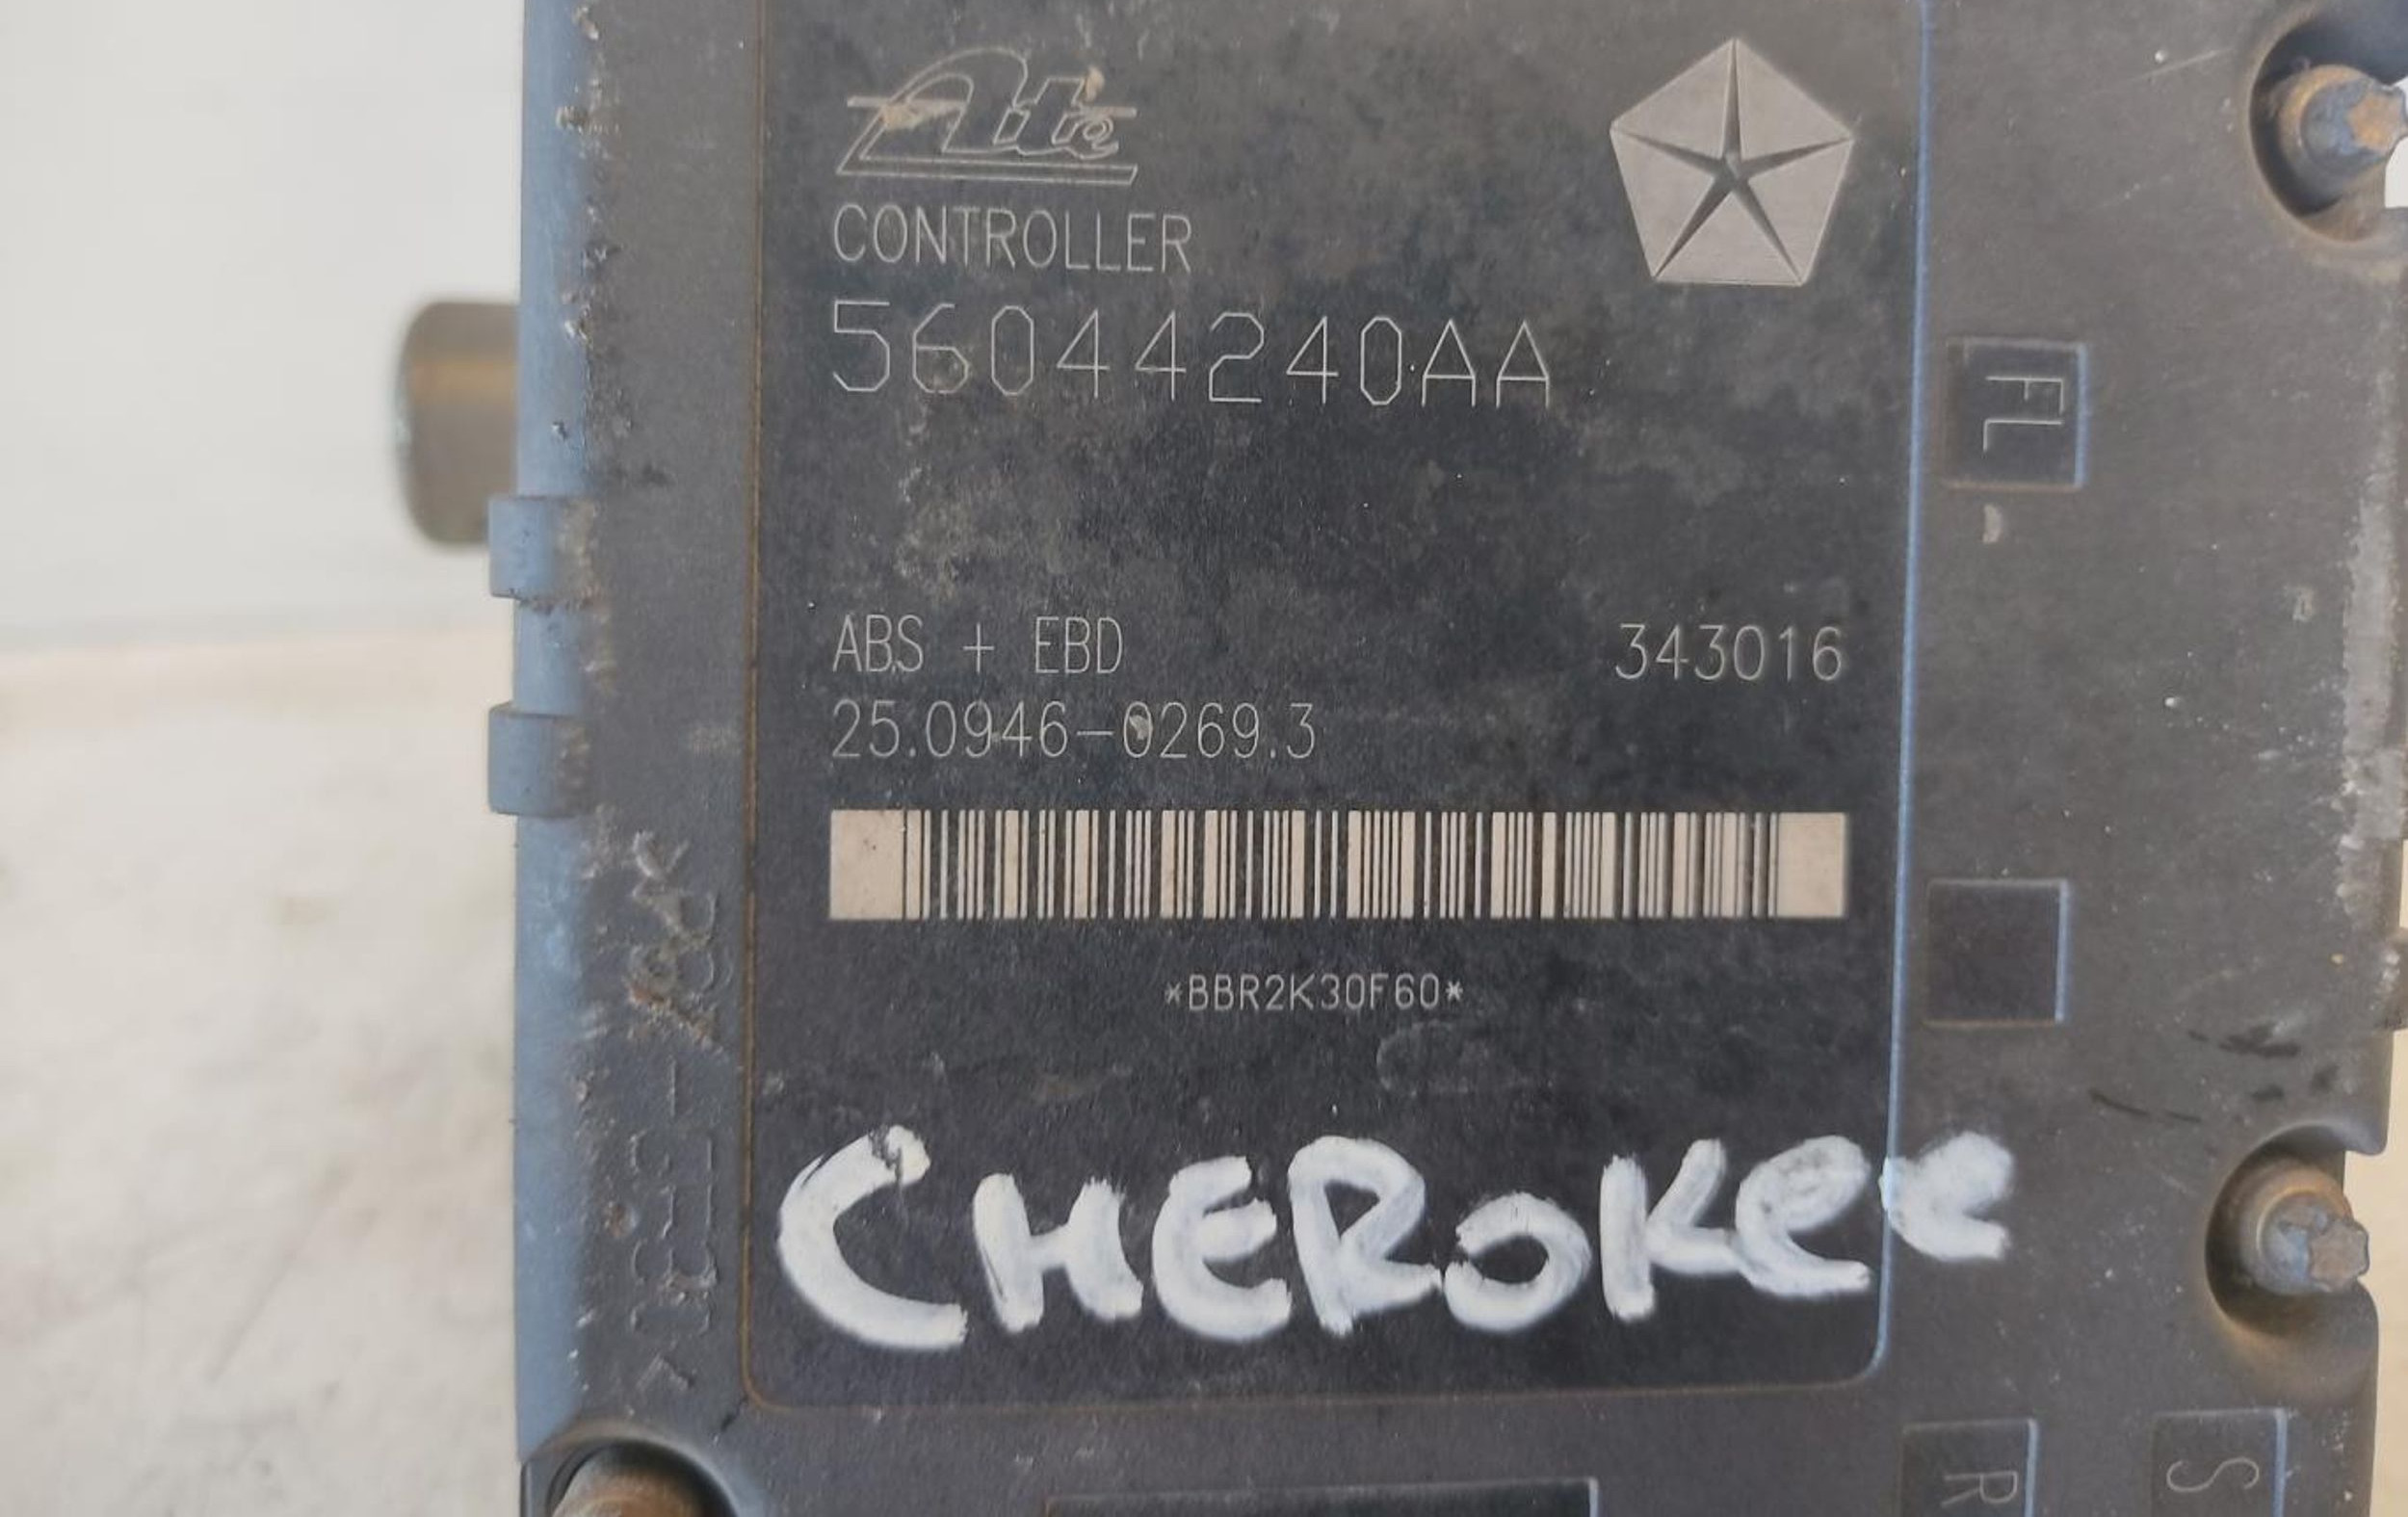 Ate
CONTROLLER
56044240AA
FL
ABS + EBD 343016
25.0946-0269.3
*BBR2K30F60*
CHEROKee
R
S